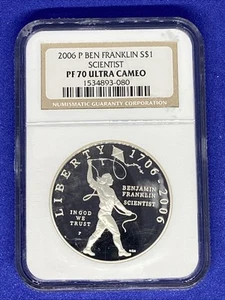 2006 P BEN FRANKLIN S$1
SCIENTIST
PF 70 ULTRA CAMEO
1534893-080
NUMISMATIC GUARANTY CORPORATION
LIBERTY 1706-2006
BENJAMIN
FRANKLIN
SCIENTIST
IN GOD
WE
TRUST
P